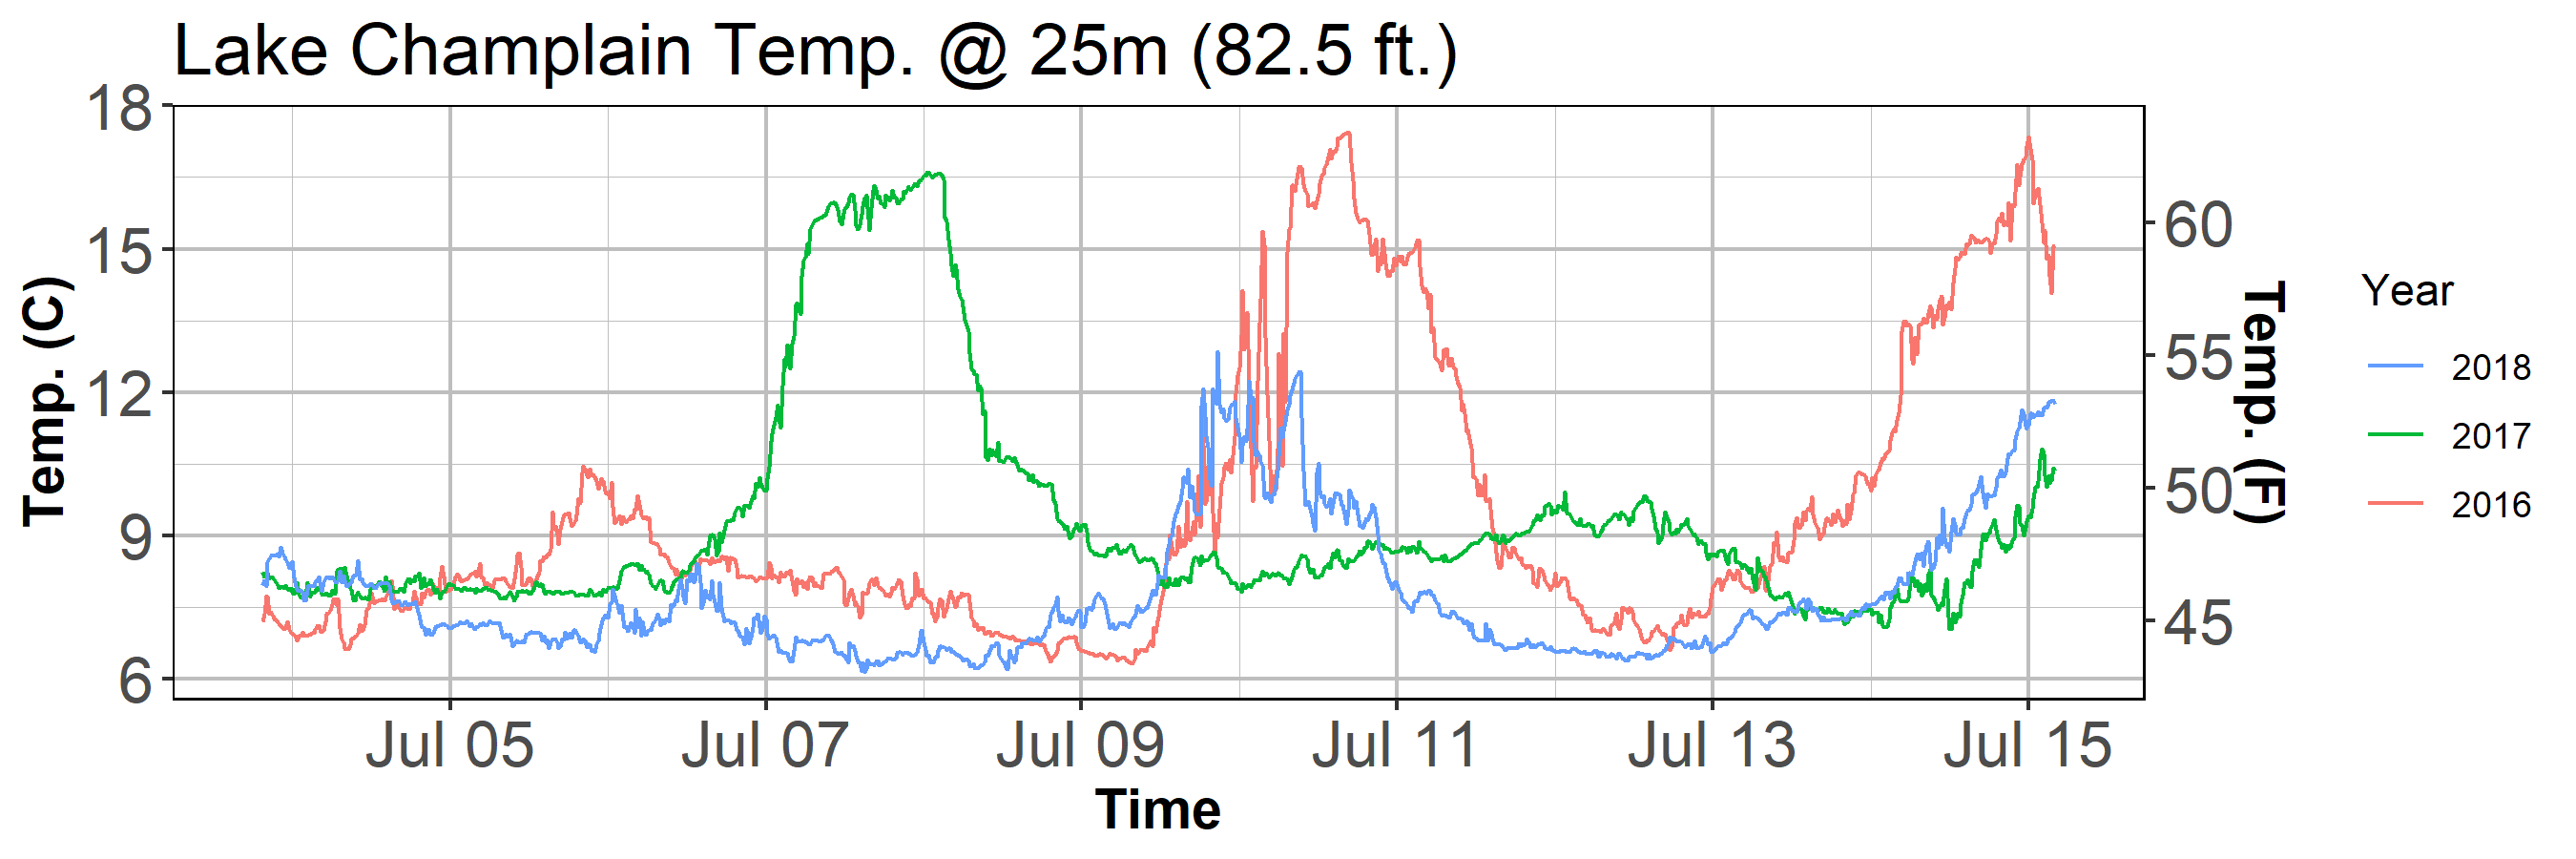 Lake Champlain Temp. @ 25m (82.5 ft.)
18
15
12
9
6
Temp. (C)
60
55
50
45
Temp. (F)
Jul 05 Jul 07 Jul 09 Jul 11 Jul 13 Jul 15
Time
Year
2018
2017
2016